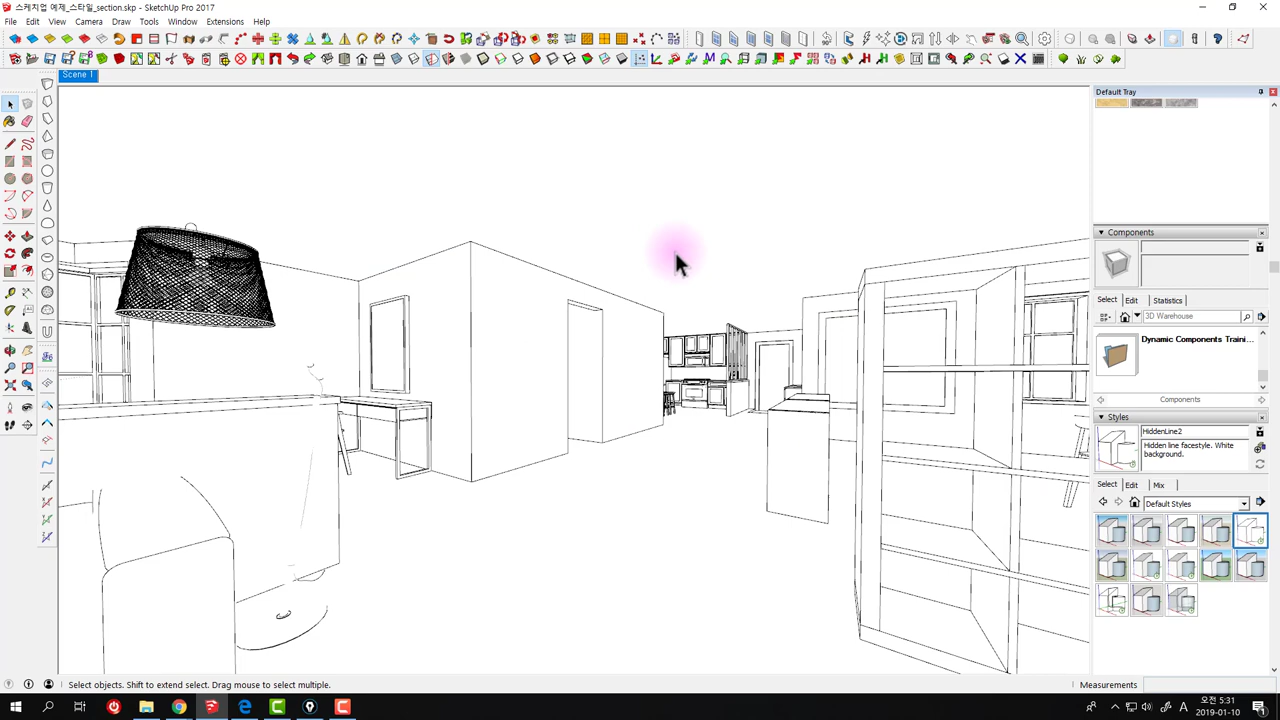 스케치업 예제_스타일_section.skp - SketchUp Pro 2017
File Edit View Camera Draw Tools Window Extensions Help
Scene 1
Default Tray
Components
Select Edit Statistics
3D Warehouse
Dynamic Components Traini...
Components
Styles
HiddenLine2
Hidden line facestyle. White
background.
Select Edit Mix
Default Styles
Select objects. Shift to extend select. Drag mouse to select multiple.
Measurements
A
오전 5:31
2019-01-10